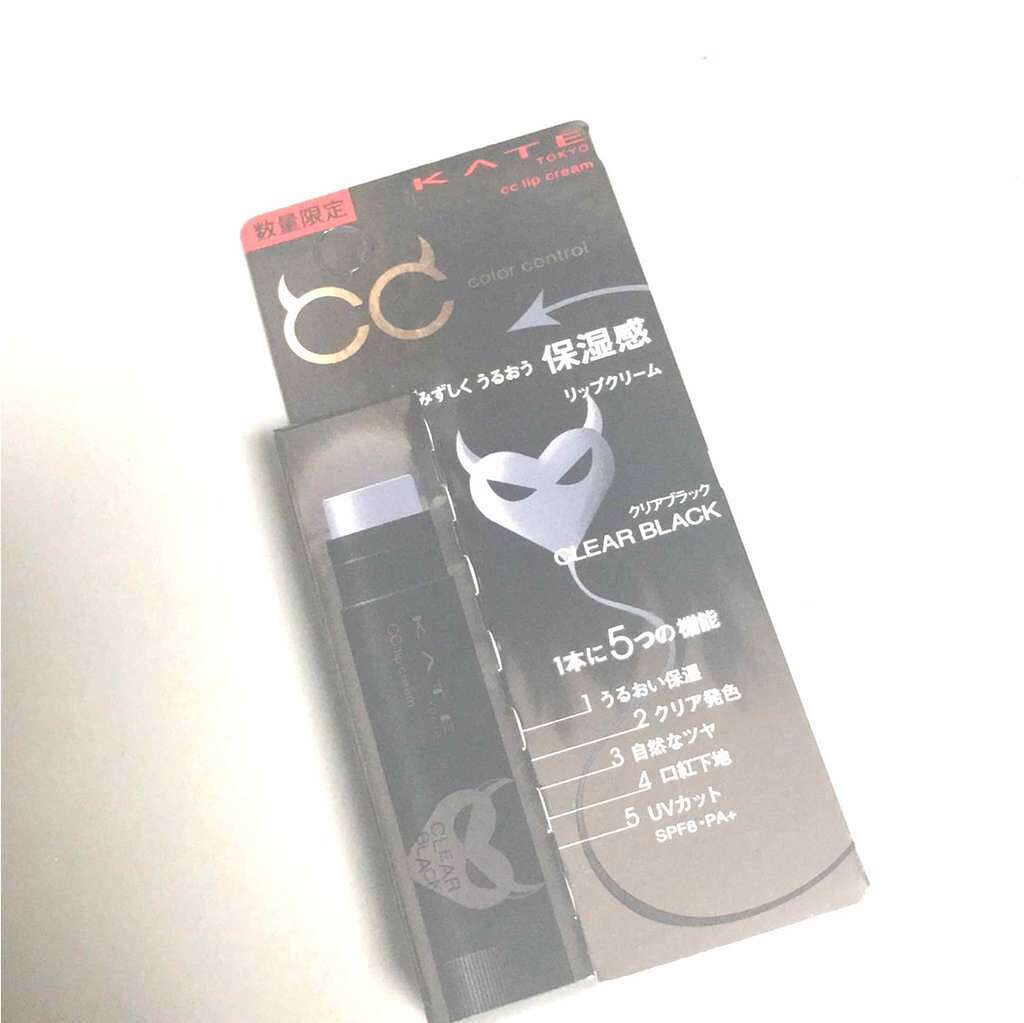 KATE
TOKYO
cc lip cream
数量限定
CC
color control
みずしく うるおう 保湿感
リップクリーム
クリアブラック
CLEAR BLACK
1本に5つの機能
1 うるおい保湿
2 クリア発色
3 自然なツヤ
4 口紅下地
5 UVカット
SPF8・PA+
KATE
CC lip cream
CLEAR
BLACK